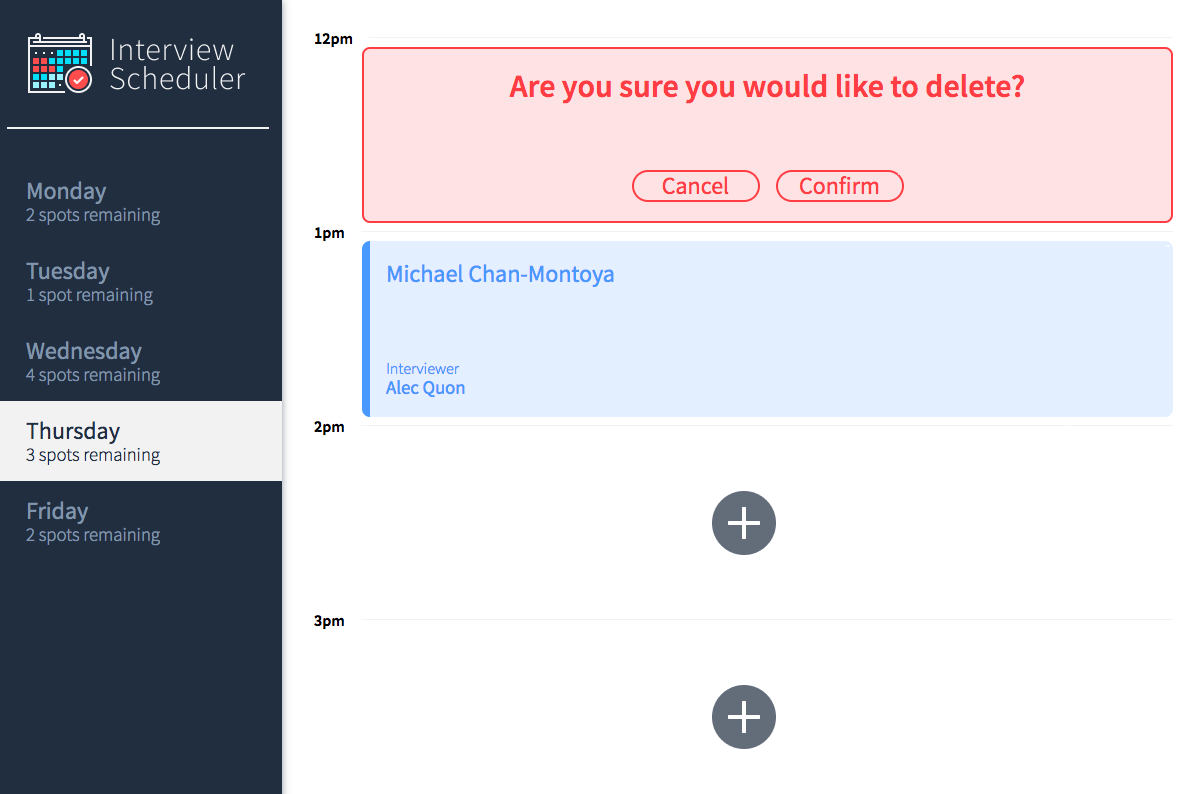 Interview
Scheduler
Monday
2 spots remaining
Tuesday
1 spot remaining
Wednesday
4 spots remaining
Thursday
3 spots remaining
Friday
2 spots remaining
12pm
Are you sure you would like to delete?
Cancel Confirm
1pm
Michael Chan-Montoya
Interviewer
Alec Quon
2pm
3pm